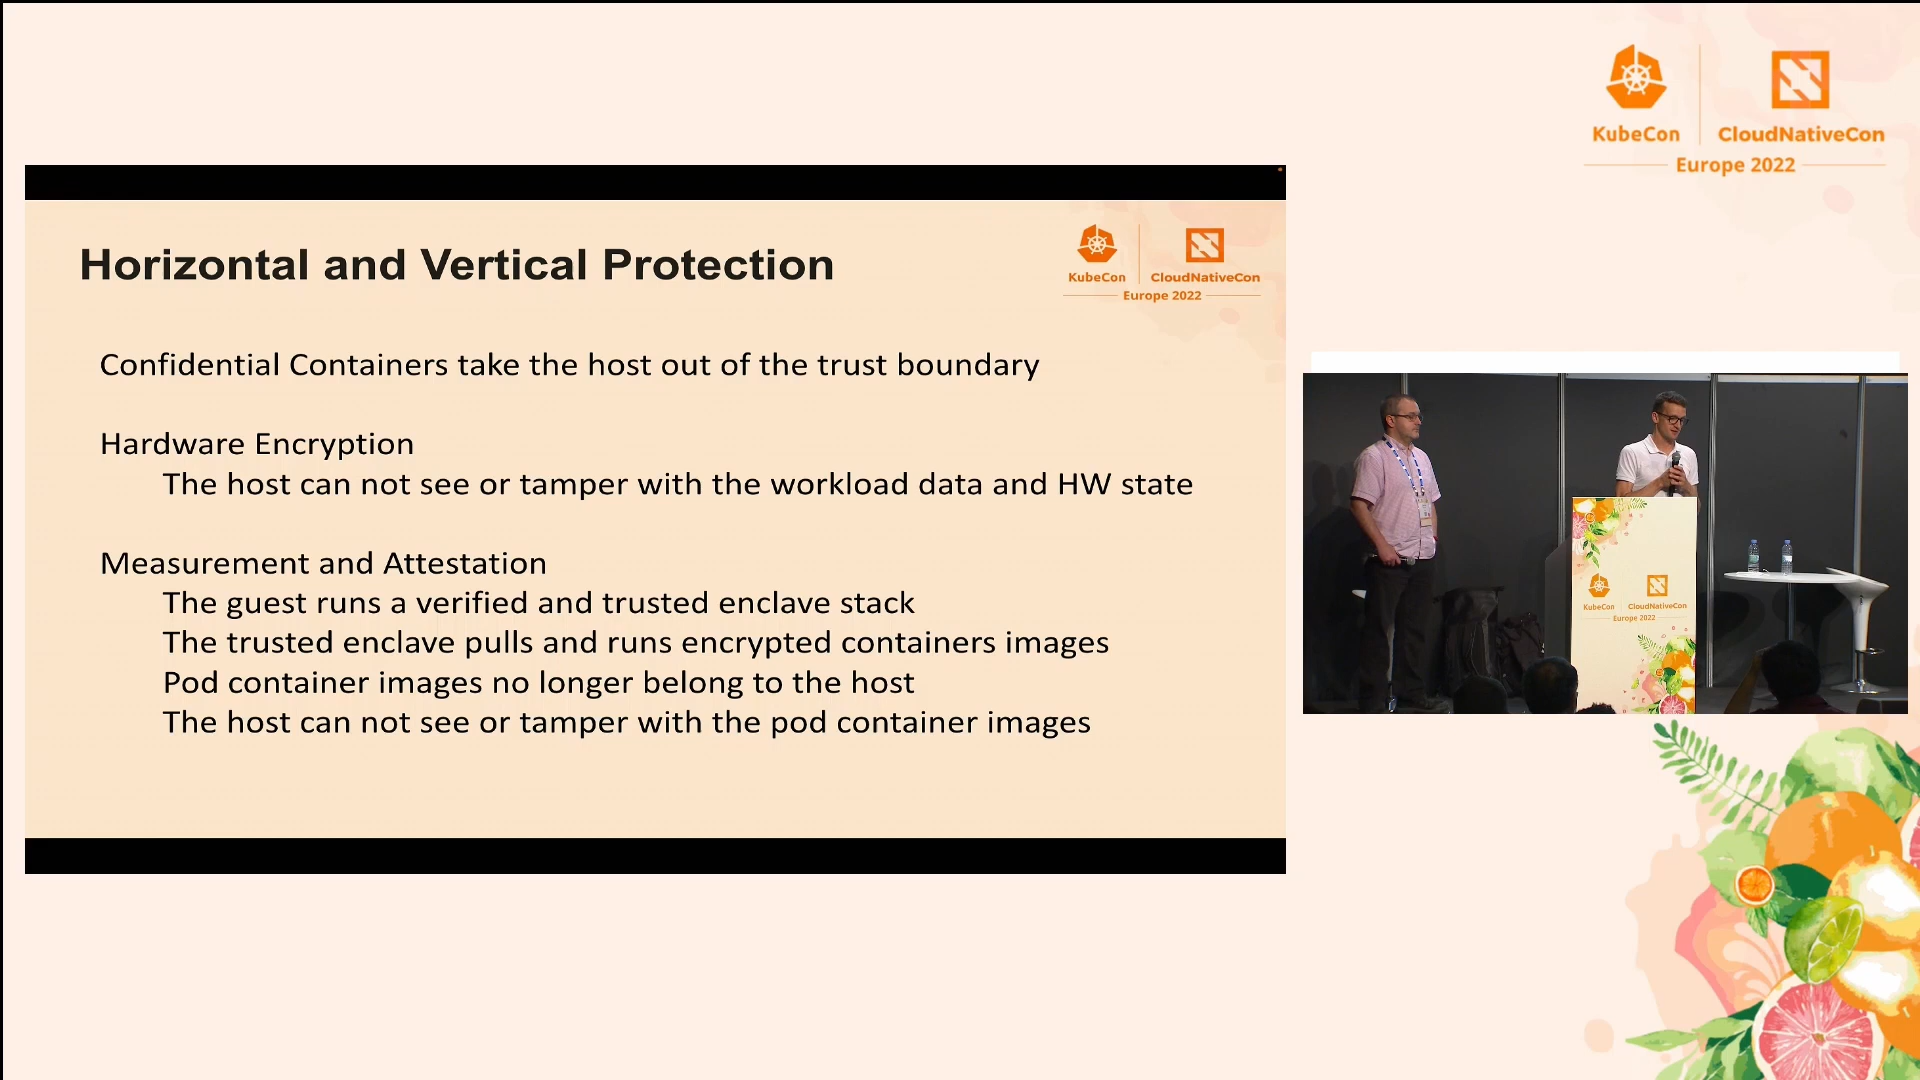 KubeCon
CloudNativeCon
Europe 2022
Horizontal and Vertical Protection
KubeCon
CloudNativeCon
Europe 2022
Confidential Containers take the host out of the trust boundary
Hardware Encryption
The host can not see or tamper with the workload data and HW state
Measurement and Attestation
The guest runs a verified and trusted enclave stack
The trusted enclave pulls and runs encrypted containers images
Pod container images no longer belong to the host
The host can not see or tamper with the pod container images
KubeCon
CloudNativeCon
Europe 2022